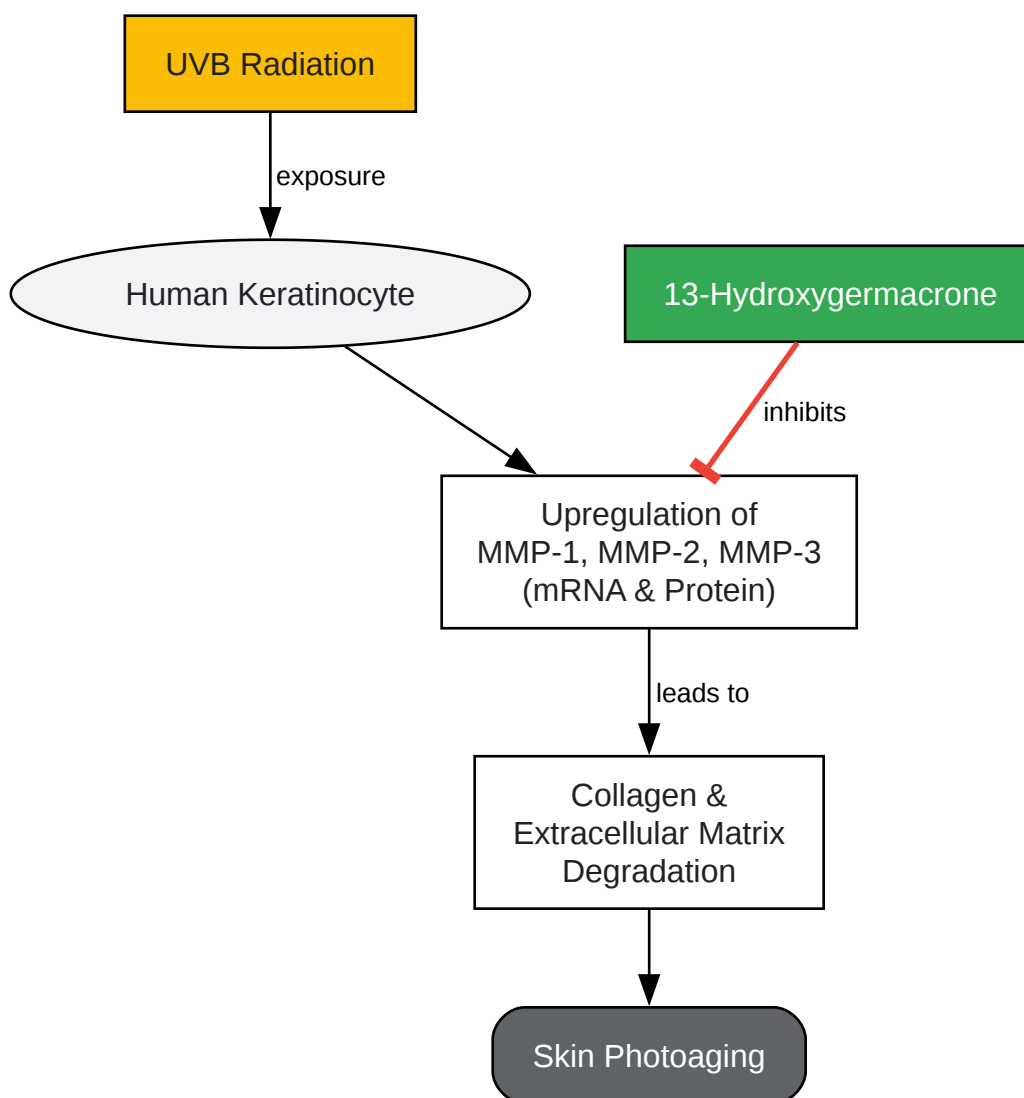 UVB Radiation
exposure
Human Keratinocyte
13-Hydroxygermacrone
inhibits
Upregulation of
MMP-1, MMP-2, MMP-3
(mRNA & Protein)
leads to
Collagen &
Extracellular Matrix
Degradation
Skin Photoaging